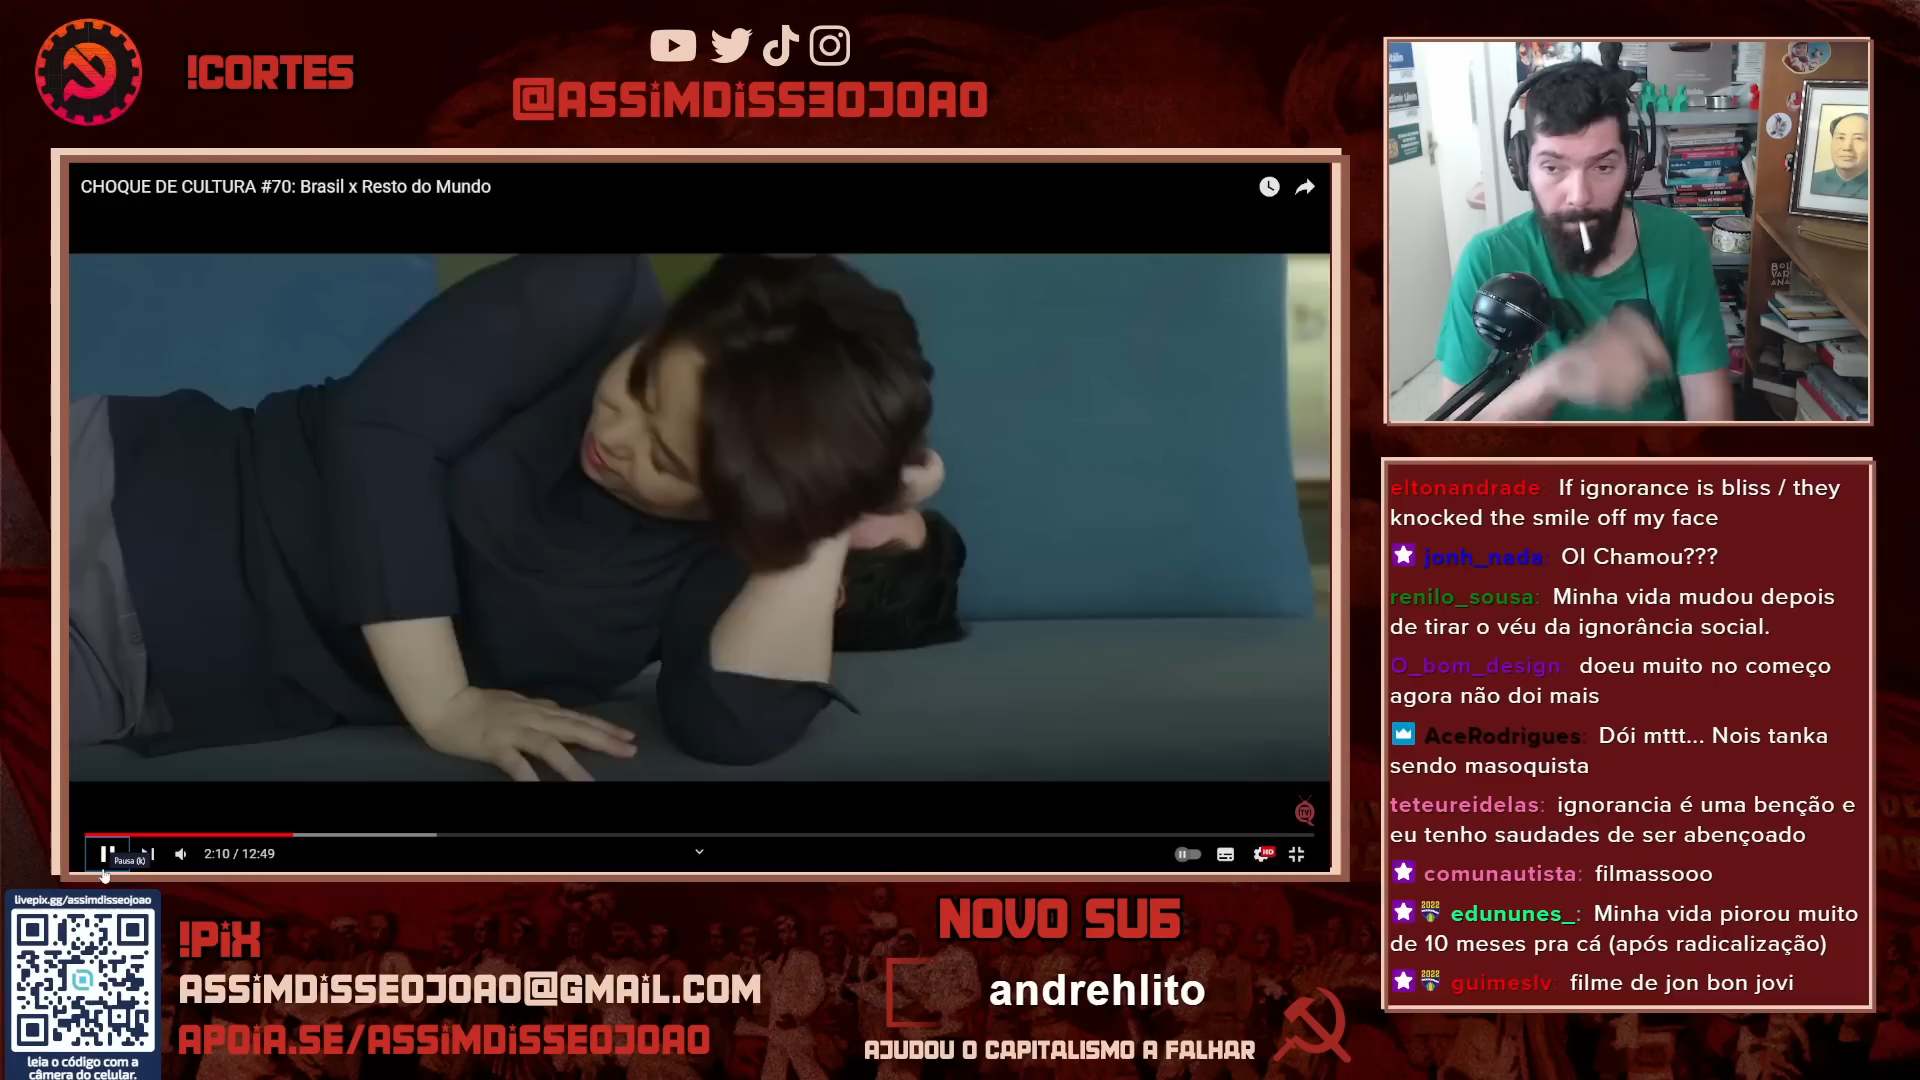 !CORTES
@ASSIMDISSEOJOAO
CHOQUE DE CULTURA #70: Brasil x Resto do Mundo
Pausa (k)
2:10 / 12:49
HD
eltonandrade: If ignorance is bliss / they
knocked the smile off my face
jonh_nada: OI Chamou???
renilo_sousa: Minha vida mudou depois
de tirar o véu da ignorância social.
O_bom_design: doeu muito no começo
agora não doi mais
AceRodrigues: Dói mttt... Nois tanka
sendo masoquista
teteureidelas: ignorancia é uma benção e
eu tenho saudades de ser abençoado
comunautista: filmassooo
2022 edununes_: Minha vida piorou muito
de 10 meses pra cá (após radicalização)
2022 guimeslv: filme de jon bon jovi
livepix.gg/assimdisseojoao
leia o código com a
câmera do celular.
!PIX
ASSIMDISSEOJOAO@GMAIL.COM
APOIA.SE/ASSIMDISSEOJOAO
NOVO SUB
andrehlito
AJUDOU O CAPITALISMO A FALHAR